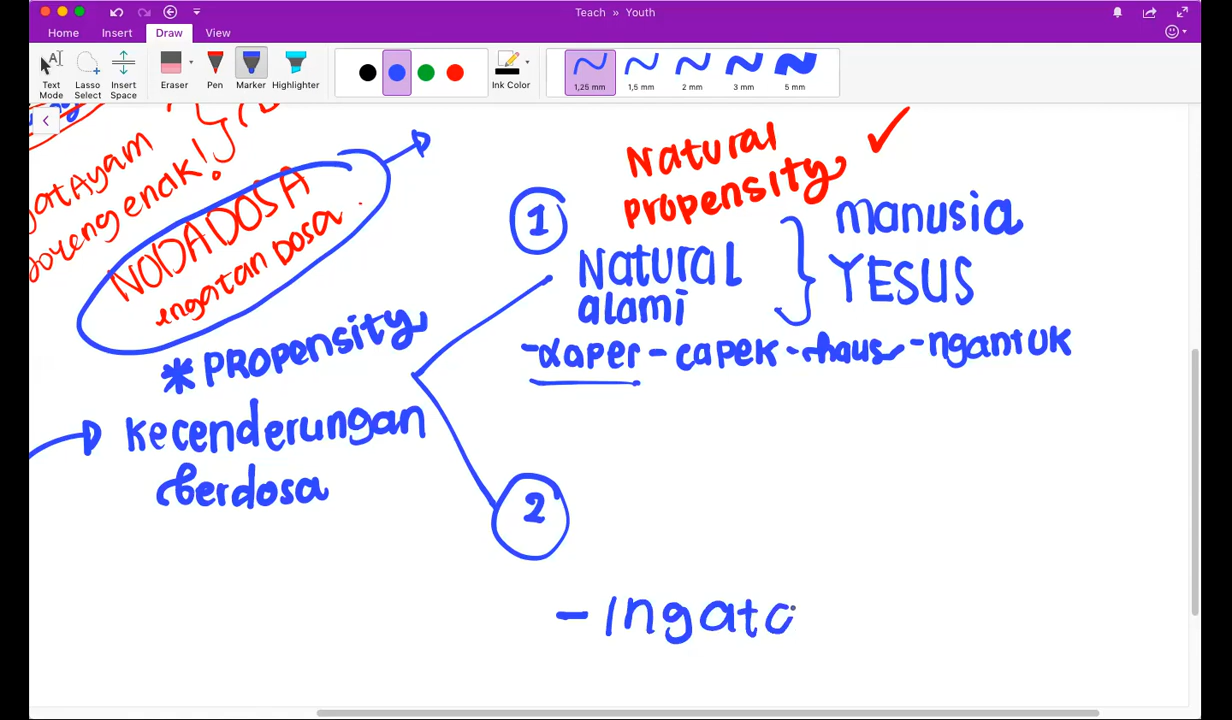 Teach » Youth
Home Insert Draw View
Text Mode
Lasso Select
Insert Space
Eraser
Pen
Marker
Highlighter
Ink Color
1,25 mm
1,5 mm
2 mm
3 mm
5 mm
Ayam
goreng enak!
NODADOSA
ingatan Dosa
* PROpensity
Kecenderungan
berdosa
1
Natural
propensity
Natural
alami
manusia
YESUS
- Laper - capek - haus - ngantuk
2
- Ingata